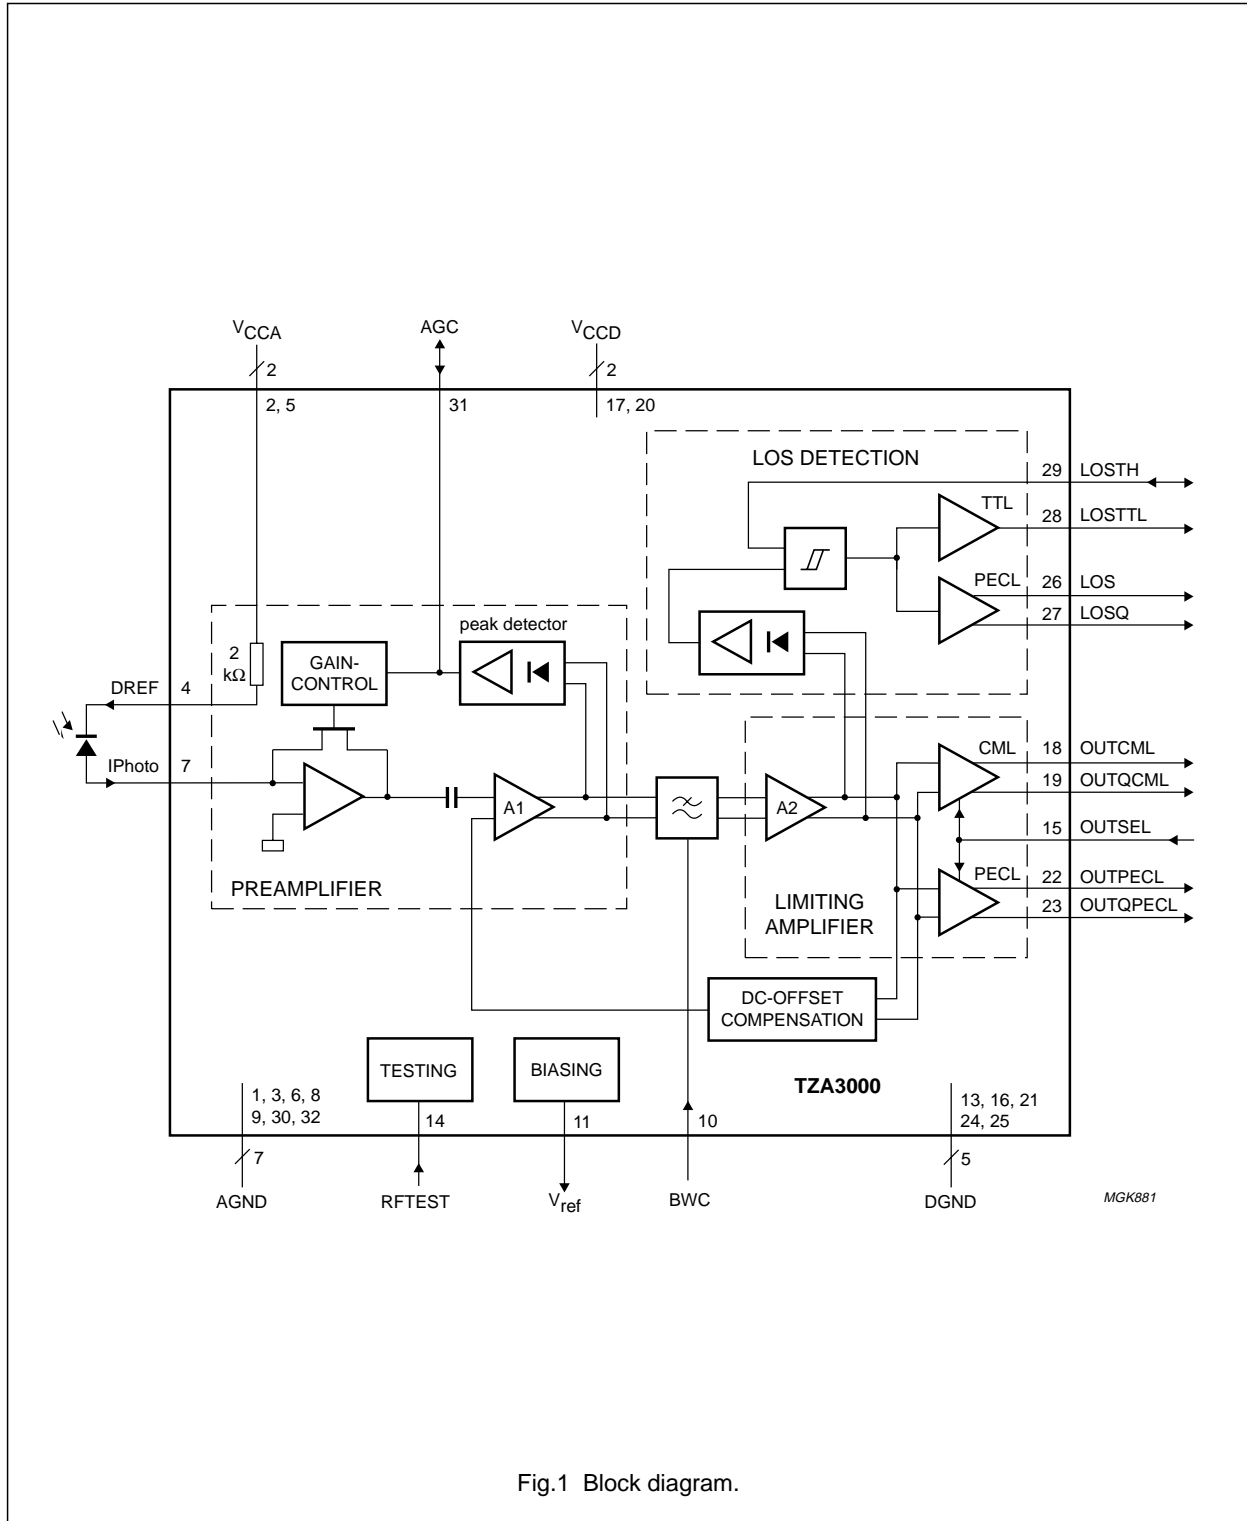 VCCA
AGC
VCCD
2
2
2, 5
31
17, 20
LOS DETECTION
29 LOSTH
TTL
28 LOSTTL
PECL
26 LOS
27 LOSQ
peak detector
2
kΩ
GAIN-
CONTROL
DREF 4
IPhoto 7
A1
A2
CML
18 OUTCML
19 OUTQCML
15 OUTSEL
PECL
22 OUTPECL
23 OUTQPECL
PREAMPLIFIER
LIMITING
AMPLIFIER
DC-OFFSET
COMPENSATION
TESTING
BIASING
TZA3000
1, 3, 6, 8
9, 30, 32
14
11
10
13, 16, 21
24, 25
7
5
AGND
RFTEST
Vref
BWC
DGND
MGK881
Fig.1 Block diagram.